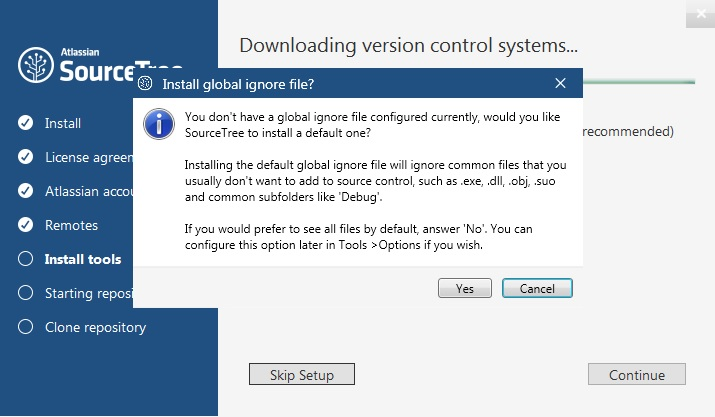 Atlassian
SourceTree
Install
License agreem
Atlassian accou
Remotes
Install tools
Starting reposi
Clone repository
Downloading version control systems...
recommended)
Install global ignore file?
You don't have a global ignore file configured currently, would you like
SourceTree to install a default one?
Installing the default global ignore file will ignore common files that you
usually don't want to add to source control, such as .exe, .dll, .obj, .suo
and common subfolders like 'Debug'.
If you would prefer to see all files by default, answer 'No'. You can
configure this option later in Tools >Options if you wish.
Yes
Cancel
Skip Setup
Continue